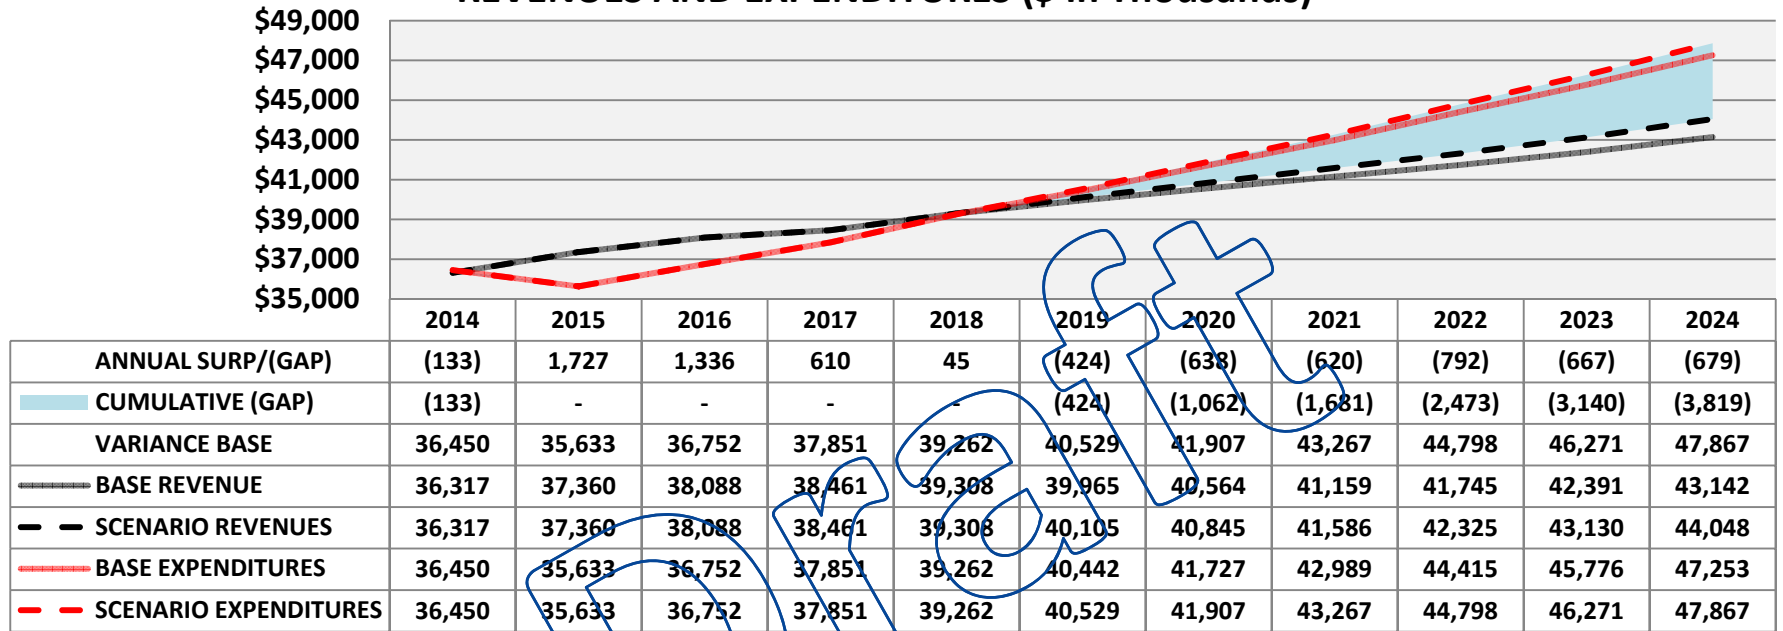 REVENUES AND EXPENDITURES ($ in Thousands)
$49,000
$47,000
$45,000
$43,000
$41,000
$39,000
$37,000
$35,000
2014 2015 2016 2017 2018 2019 2020 2021 2022 2023 2024
ANNUAL SURP/(GAP) (133) 1,727 1,336 610 45 (424) (638) (620) (792) (667) (679)
CUMULATIVE (GAP) (133) - - - - (424) (1,062) (1,681) (2,473) (3,140) (3,819)
VARIANCE BASE 36,450 35,633 36,752 37,851 39,262 40,529 41,907 43,267 44,798 46,271 47,867
BASE REVENUE 36,317 37,360 38,088 38,461 39,308 39,965 40,564 41,159 41,745 42,391 43,142
SCENARIO REVENUES 36,317 37,360 38,088 38,461 39,308 40,105 40,845 41,586 42,325 43,130 44,048
BASE EXPENDITURES 36,450 35,633 36,752 37,851 39,262 40,442 41,727 42,989 44,415 45,776 47,253
SCENARIO EXPENDITURES 36,450 35,633 36,752 37,851 39,262 40,529 41,907 43,267 44,798 46,271 47,867
Draft